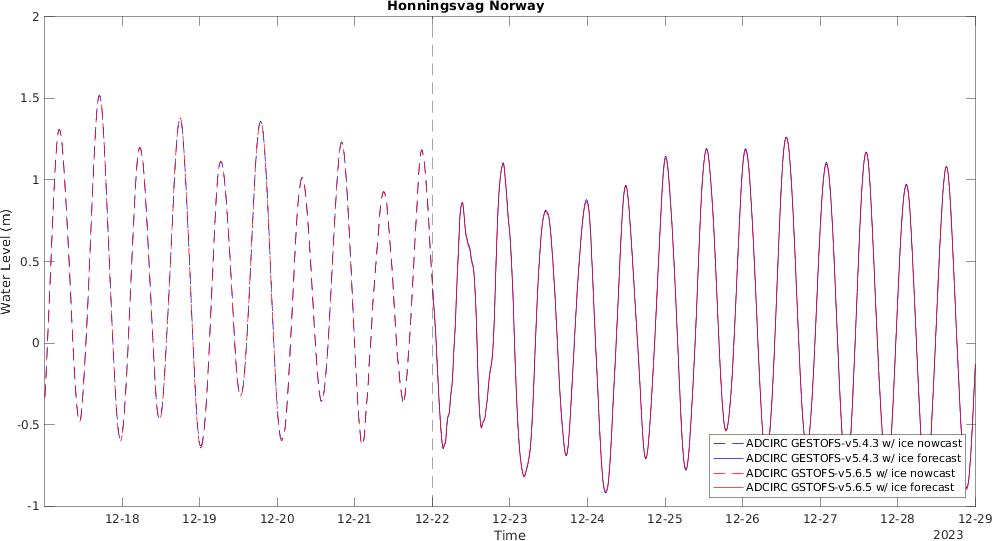 Honningsvag Norway
2
1.5
1
0.5
0
-0.5
-1
Water Level (m)
12-18 12-19 12-20 12-21 12-22 12-23 12-24 12-25 12-26 12-27 12-28 12-29
Time
2023
ADCIRC GESTOFS-v5.4.3 w/ ice nowcast
ADCIRC GESTOFS-v5.4.3 w/ ice forecast
ADCIRC GSTOFS-v5.6.5 w/ ice nowcast
ADCIRC GSTOFS-v5.6.5 w/ ice forecast